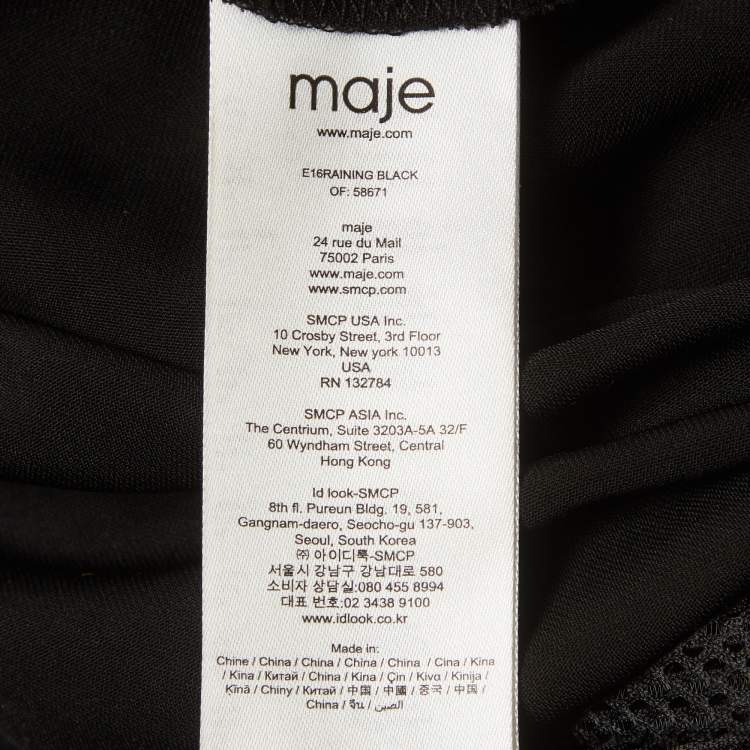 maje
www.maje.com
E16RAINING BLACK
OF: 58671
maje
24 rue du Mail
75002 Paris
www.maje.com
www.smcp.com
SMCP USA Inc.
10 Crosby Street, 3rd Floor
New York, New york 10013
USA
RN 132784
SMCP ASIA Inc.
The Centrium, Suite 3203A-5A 32/F
60 Wyndham Street, Central
Hong Kong
Id look-SMCP
8th fl. Pureun Bldg. 19, 581,
Gangnam-daero, Seocho-gu 137-903,
Seoul, South Korea
㈜ 아이디룩-SMCP
서울시 강남구 강남대로 580
소비자 상담실:080 455 8994
대표 번호:02 3438 9100
www.idlook.co.kr
Made in:
Chine / China / China / China / China / Cina / Kina
/ Kina / Китай / China / Kina / Çin / Κινα / Kinija /
Ķīnā / Chiny / Китай / 中国 / 中國 / 중국 / 中国 /
China / จีน / الصين